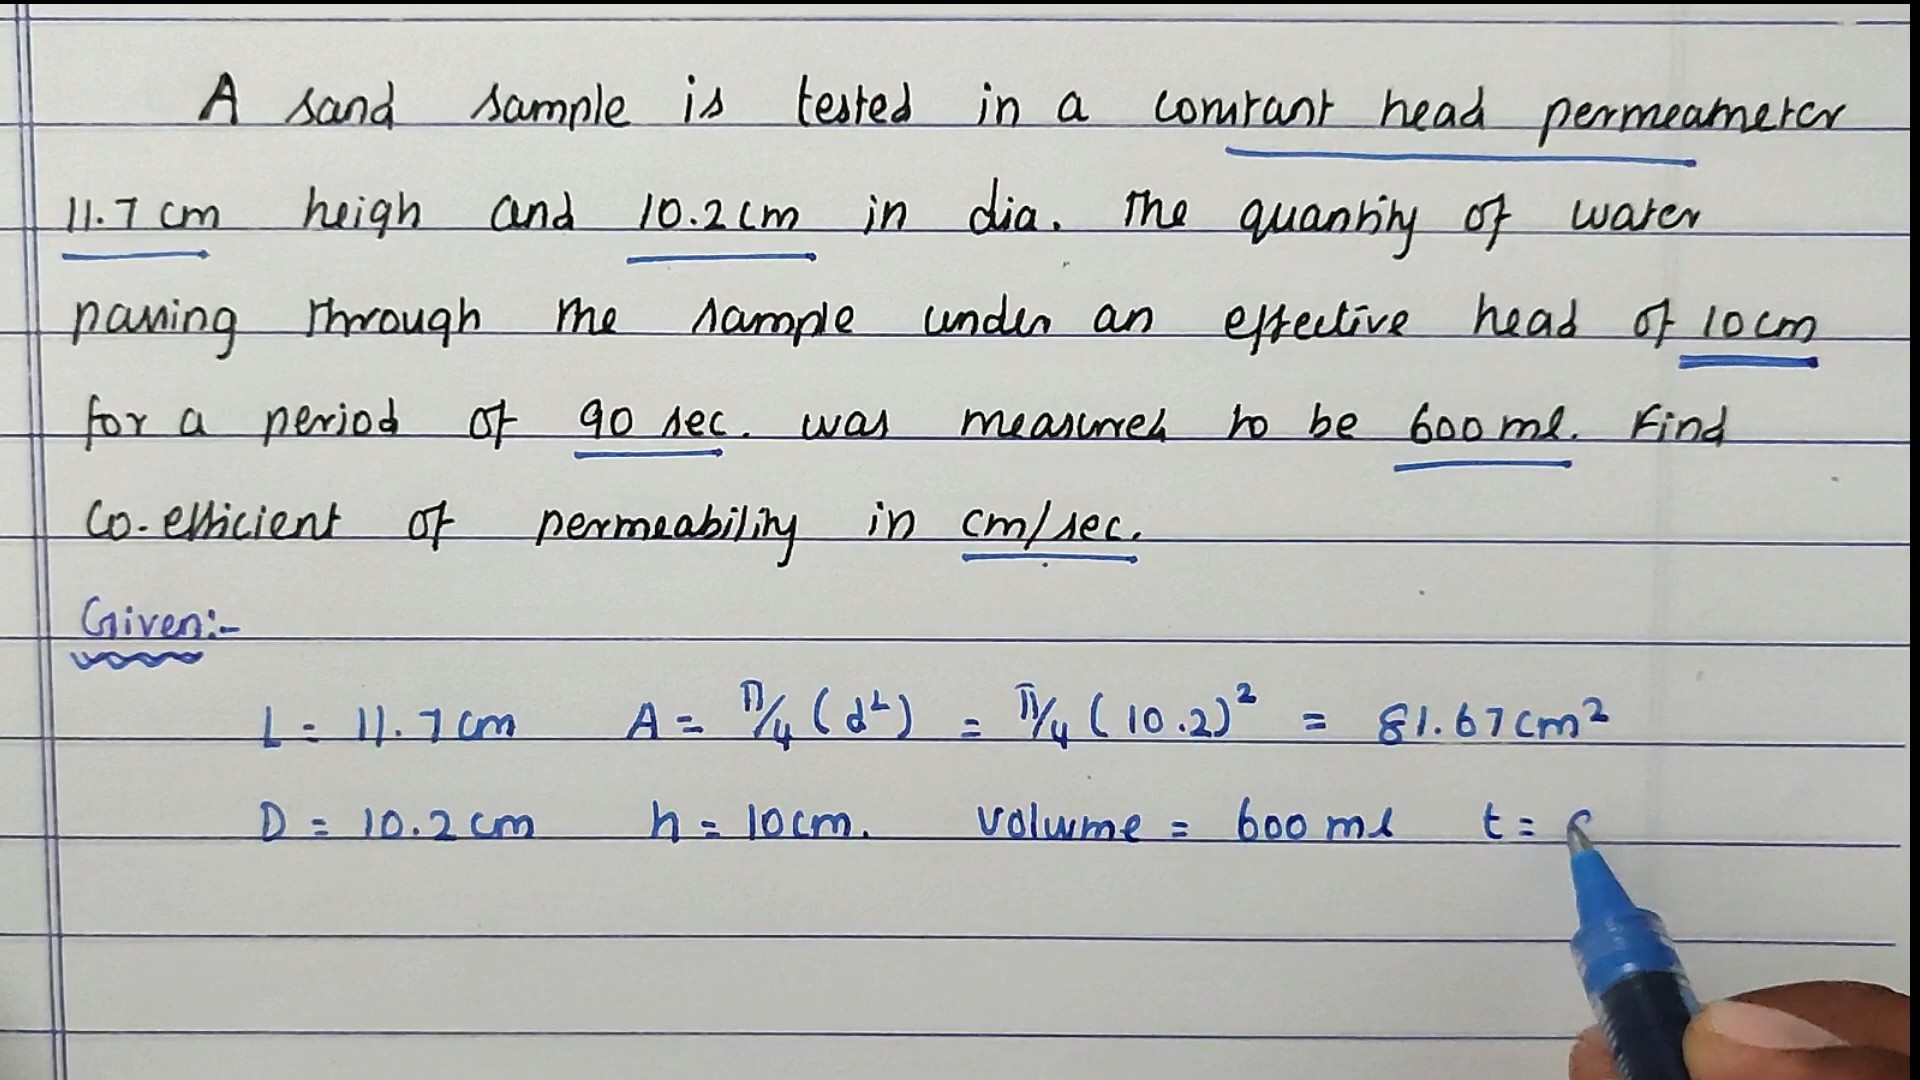 A sand sample is tested in a constant head permeameter
11.7 cm heigh and 10.2 cm in dia. The quantity of water
passing through the sample under an effective head of 10 cm
for a period of 90 sec. was measured to be 600 ml. Find
Co-efficient of permeability in cm/sec.
Given:-
L = 11.7 cm A = π/4 (d²) = π/4 (10.2)² = 81.67 cm²
D = 10.2 cm h = 10 cm. Volume = 600 ml t =